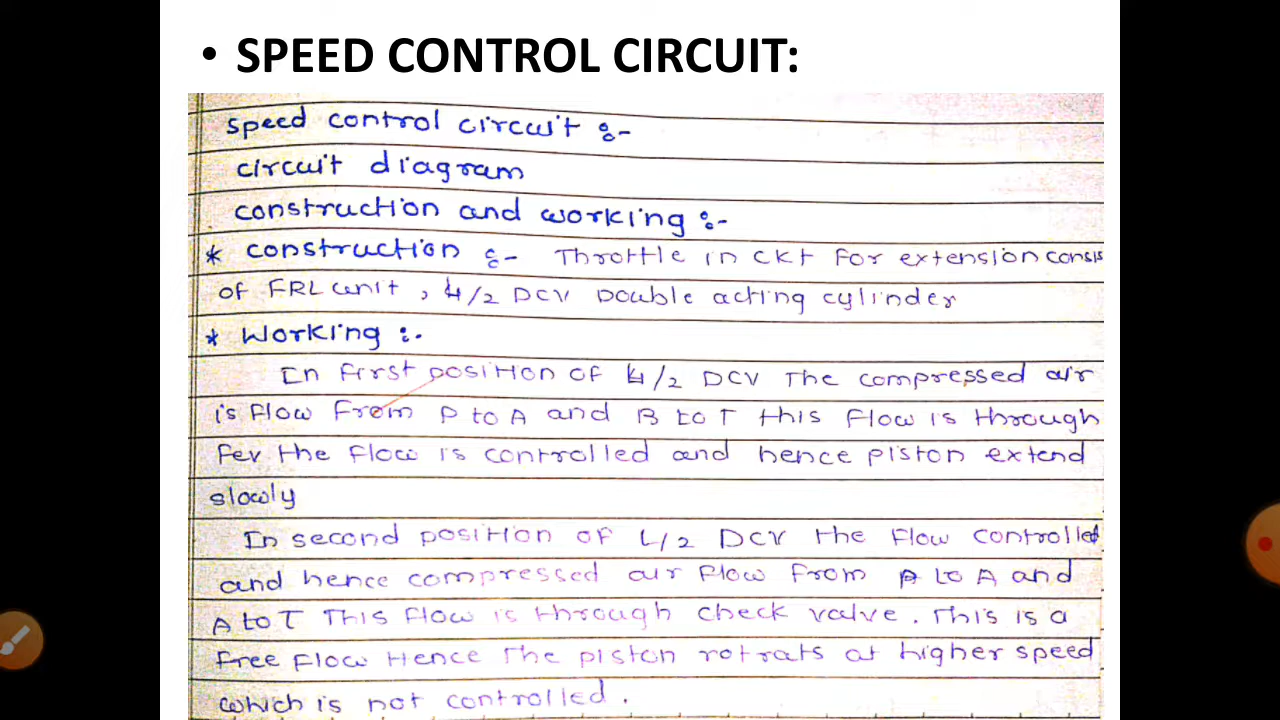 • SPEED CONTROL CIRCUIT:
speed control circuit :-
circuit diagram
construction and working :-
* construction :- Throttle in ckt for extension consis
of FRL unit, 4/2 DCV Double acting cylinder
* Working :-
In first position of 4/2 DCV The compressed air
is flow from P to A and B to T this flow is through
fcv the flow is controlled and hence piston extend
slowly
In second position of 4/2 DCV the flow controlled
and hence compressed air flow from to A and
A to T This flow is through check valve. This is a
free flow Hence The piston rotrats at higher speed
which is not controlled.